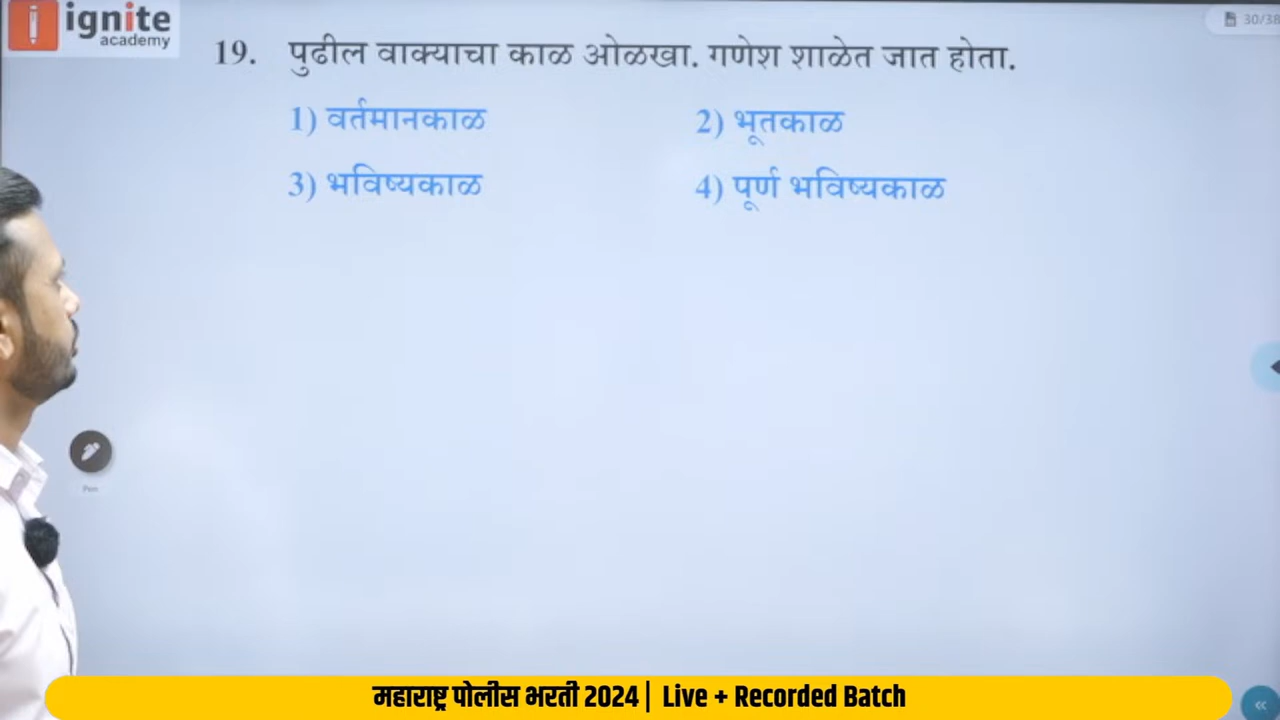 ignite
academy
30/38
19. पुढील वाक्याचा काळ ओळखा. गणेश शाळेत जात होता.
1) वर्तमानकाळ 2) भूतकाळ
3) भविष्यकाळ 4) पूर्ण भविष्यकाळ
Pen
महाराष्ट्र पोलीस भरती 2024 | Live + Recorded Batch